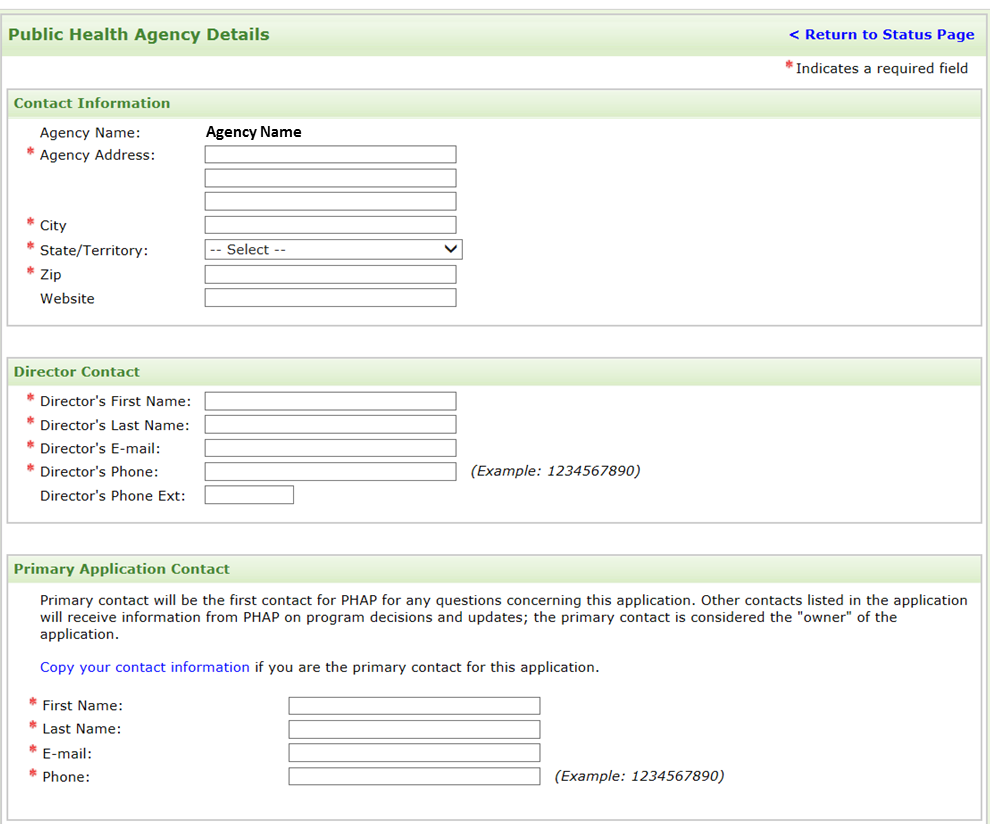 Public Health Agency Details
< Return to Status Page
* Indicates a required field
Contact Information
Agency Name: Agency Name
* Agency Address:
* City
* State/Territory: -- Select --
* Zip
Website
Director Contact
* Director's First Name:
* Director's Last Name:
* Director's E-mail:
* Director's Phone: (Example: 1234567890)
Director's Phone Ext:
Primary Application Contact
Primary contact will be the first contact for PHAP for any questions concerning this application. Other contacts listed in the application
will receive information from PHAP on program decisions and updates; the primary contact is considered the "owner" of the
application.
Copy your contact information if you are the primary contact for this application.
* First Name:
* Last Name:
* E-mail:
* Phone: (Example: 1234567890)